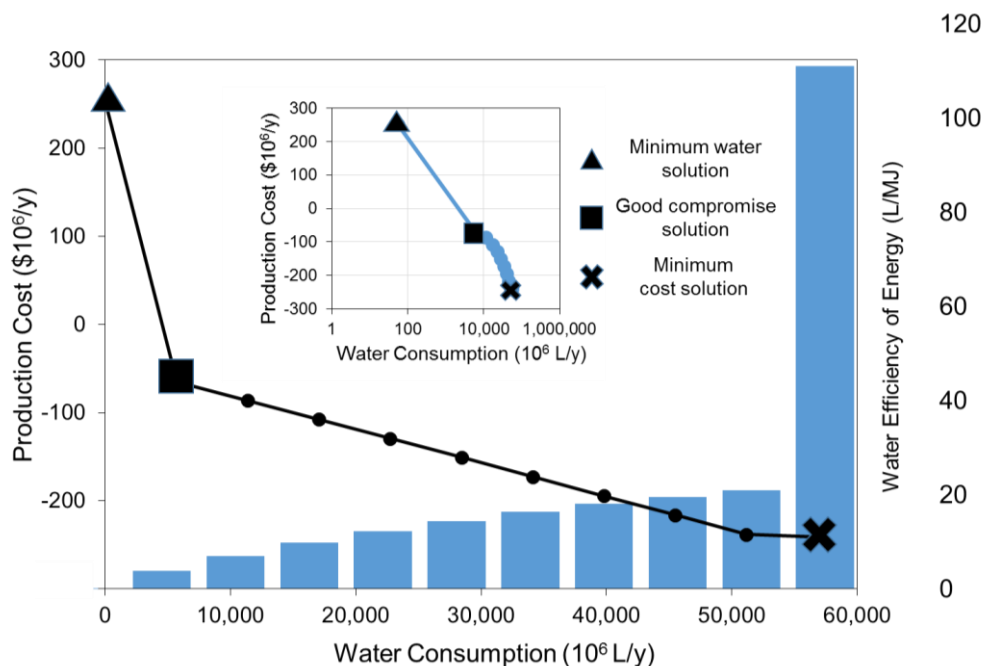 120
300
200
100
0
-100
-200
Production Cost ($10⁶/y)
0
10,000
20,000
30,000
40,000
50,000
60,000
Water Consumption (10⁶ L/y)
300
200
100
0
-100
-200
-300
Production Cost ($10⁶/y)
1
100
10,000
1,000,000
Water Consumption (10⁶ L/y)
Minimum water
solution
Good compromise
solution
Minimum
cost solution
100
80
60
40
20
0
Water Efficiency of Energy (L/MJ)